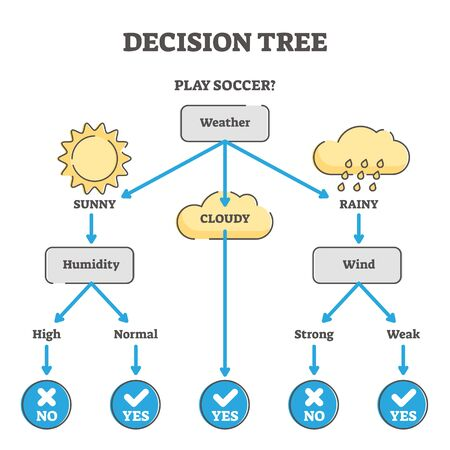 DECISION TREE
PLAY SOCCER?
Weather
SUNNY
CLOUDY
RAINY
Humidity
Wind
High
Normal
Strong
Weak
NO
YES
YES
NO
YES